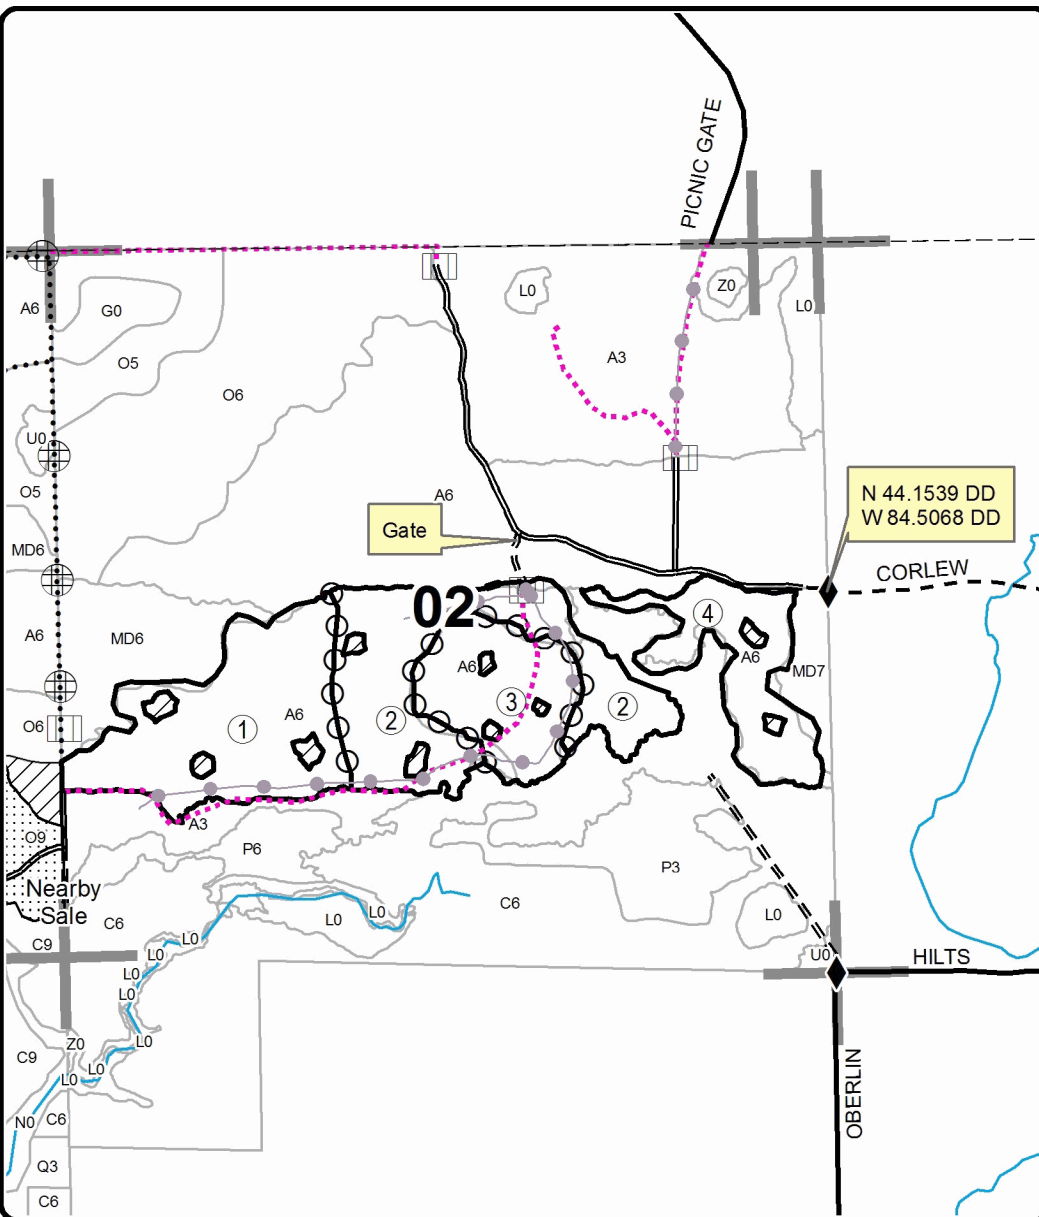 PICNIC GATE
A6
G0
L0
Z0
L0
O5
A3
O6
U0
O5
A6
N 44.1539 DD
W 84.5068 DD
Gate
MD6
CORLEW
02
4
A6
MD6
A6
A6
MD7
O6
1
A6
2
3
2
A3
O9
P6
P3
Nearby
Sale
C6
L0
L0
C6
L0
C9
L0
L0
U0
HILTS
L0
L0
Z0
L0
C9
L0
L0
OBERLIN
N0
C6
Q3
C6